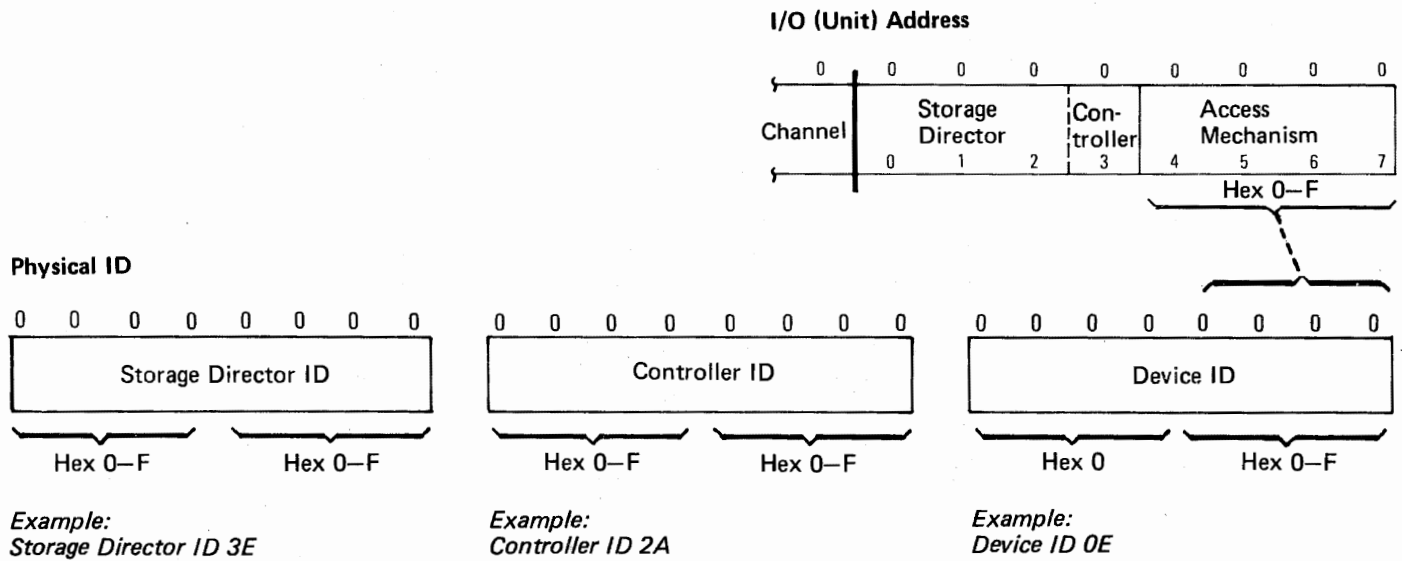 I/O (Unit) Address
0 0 0 0 0 0 0 0 0
Channel
Storage
Director
0 1 2
Con-
troller
3
Access
Mechanism
4 5 6 7
Hex 0–F
Physical ID
0 0 0 0 0 0 0 0
Storage Director ID
Hex 0–F Hex 0–F
Example:
Storage Director ID 3E
0 0 0 0 0 0 0 0
Controller ID
Hex 0–F Hex 0–F
Example:
Controller ID 2A
0 0 0 0 0 0 0 0
Device ID
Hex 0 Hex 0–F
Example:
Device ID 0E